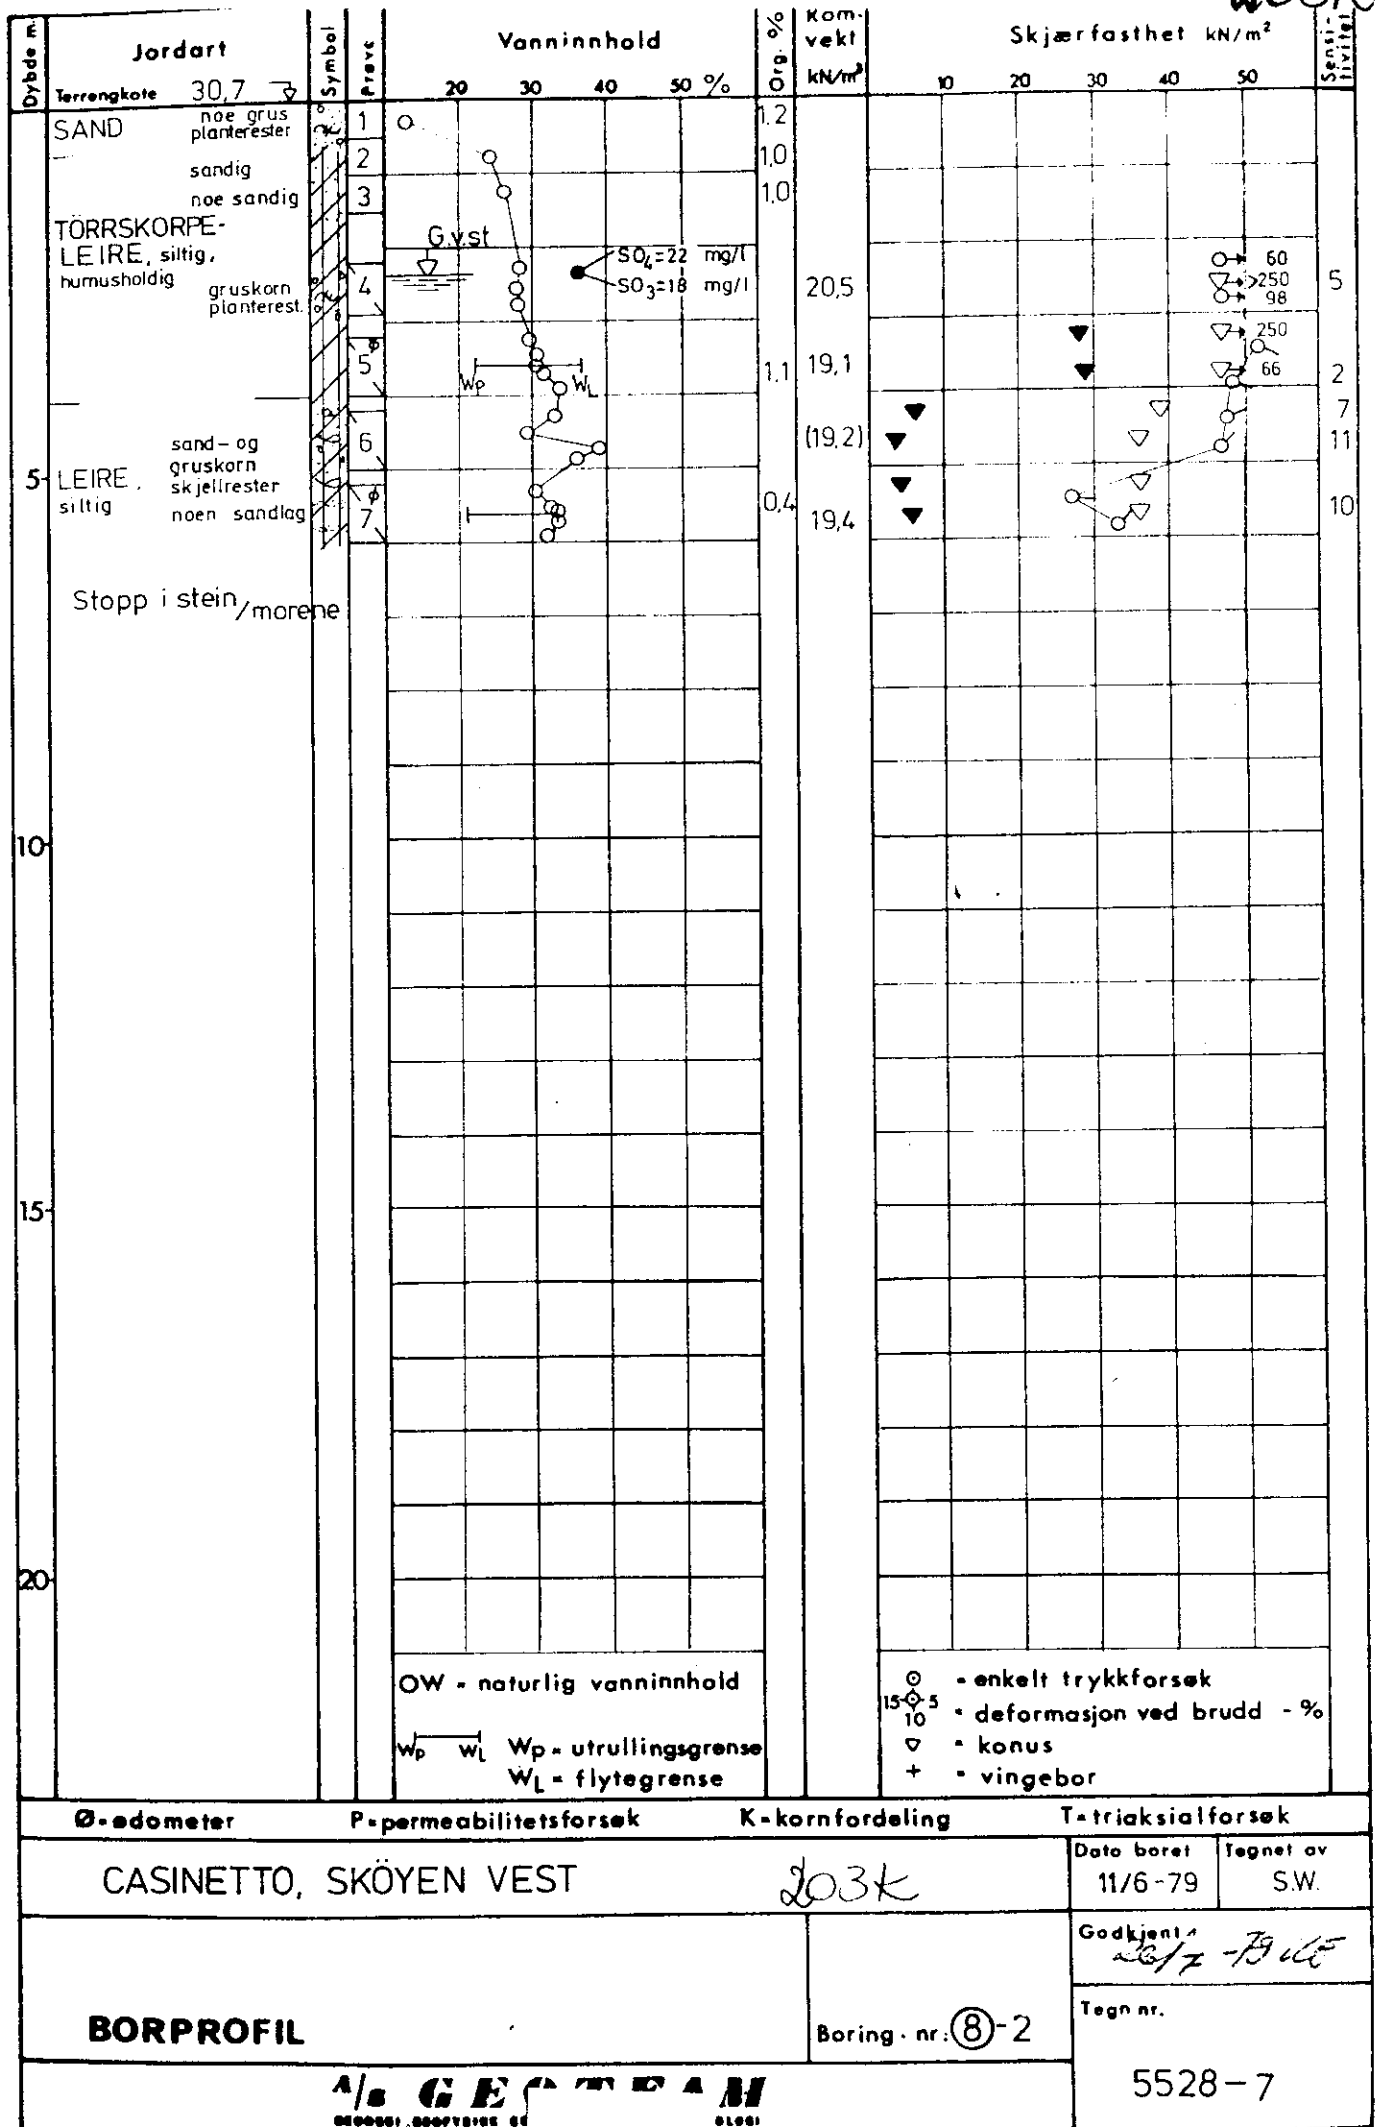 Dybde m.
Jordart
Symbol
Prøve
Vanninnhold
Org. %
Rom-
vekt
kN/m³
Skjærfasthet kN/m²
Sensi-
tivitet
Terrengkote 30,7
20 30 40 50 %
10 20 30 40 50
SAND noe grus
planterester
1
1.2
sandig
2
1,0
noe sandig
3
1,0
TÖRRSKORPE-
LEIRE, siltig,
humusholdig
gruskorn
planterest.
G.v.st
SO₄=22 mg/l
SO₃=18 mg/l
4
20,5
60
>250
98
5
5
ø
Wp WL
1.1
19,1
250
66
2
7
6
(19,2)
11
sand- og
gruskorn
skjellrester
5
LEIRE,
siltig
noen sandlag
ø
7
0,4
19,4
10
Stopp i stein/morene
10
15
20
OW = naturlig vanninnhold
Wp WL Wp = utrullingsgrense
WL = flytegrense
= enkelt trykkforsøk
15 5
10 = deformasjon ved brudd - %
= konus
+ = vingebor
Ø=ødometer P=permeabilitetsforsøk K=kornfordeling T=triaksialforsøk
CASINETTO, SKÖYEN VEST
203K
Dato boret
11/6-79
Tegnet av
S.W.
Godkjent
26/7 -79
BORPROFIL
Boring. nr: 8-2
Tegn nr.
5528-7
A/s GEOTEAM